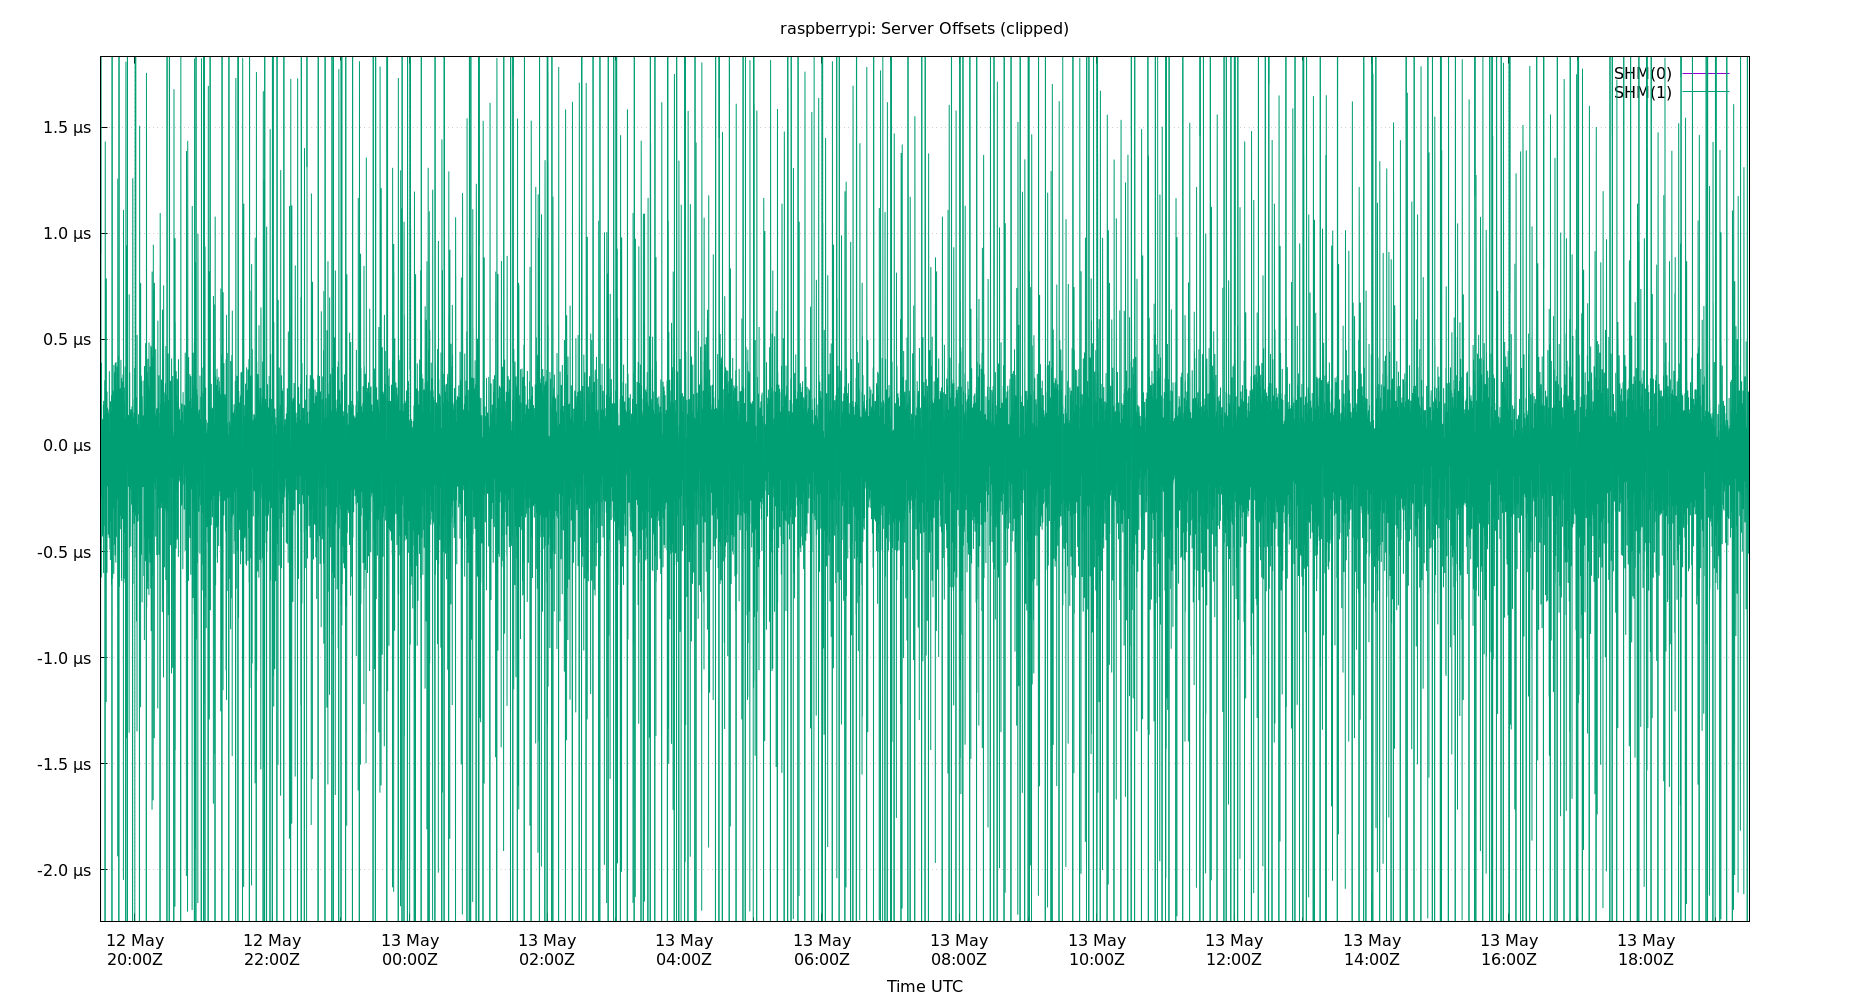 raspberrypi: Server Offsets (clipped)
SHM(0)
SHM(1)
1.5 µs
1.0 µs
0.5 µs
0.0 µs
-0.5 µs
-1.0 µs
-1.5 µs
-2.0 µs
12 May 12 May 13 May 13 May 13 May 13 May 13 May 13 May 13 May 13 May 13 May 13 May
20:00Z 22:00Z 00:00Z 02:00Z 04:00Z 06:00Z 08:00Z 10:00Z 12:00Z 14:00Z 16:00Z 18:00Z
Time UTC